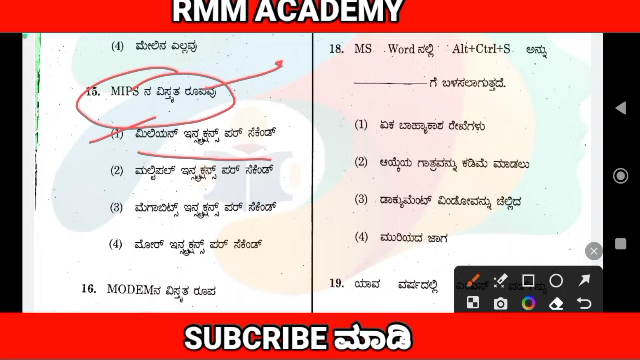 RMM ACADEMY
(4) ಮೇಲಿನ ಎಲ್ಲವು
15. MIPS ನ ವಿಸ್ತೃತ ರೂಪವು
(1) ಮಿಲಿಯನ್ ಇನ್ಸ್ಟ್ರಕ್ಷನ್ಸ್ ಪರ್ ಸೆಕೆಂಡ್
(2) ಮಲ್ಟಿಪಲ್ ಇನ್ಸ್ಟ್ರಕ್ಷನ್ಸ್ ಪರ್ ಸೆಕೆಂಡ್
(3) ಮೆಗಾಬಿಟ್ಸ್ ಇನ್ಸ್ಟ್ರಕ್ಷನ್ಸ್ ಪರ್ ಸೆಕೆಂಡ್
(4) ಮೋರ್ ಇನ್ಸ್ಟ್ರಕ್ಷನ್ಸ್ ಪರ್ ಸೆಕೆಂಡ್
16. MODEMನ ವಿಸ್ತೃತ ರೂಪ
18. MS Word ನಲ್ಲಿ Alt+Ctrl+S ಅನ್ನು
__________ ಗೆ ಬಳಸಲಾಗುತ್ತದೆ.
(1) ಏಕ ಬಾಹ್ಯಾಕಾಶ ರೇಖೆಗಳು
(2) ಆಯ್ಕೆಯ ಗಾತ್ರವನ್ನು ಕಡಿಮೆ ಮಾಡಲು
(3) ಡಾಕ್ಯುಮೆಂಟ್ ವಿಂಡೋವನ್ನು ಚೆಲ್ಲಿದ
(4) ಮುರಿಯದ ಜಾಗ
19. ಯಾವ ವರ್ಷದಲ್ಲಿ
SUBCRIBE ಮಾಡಿ